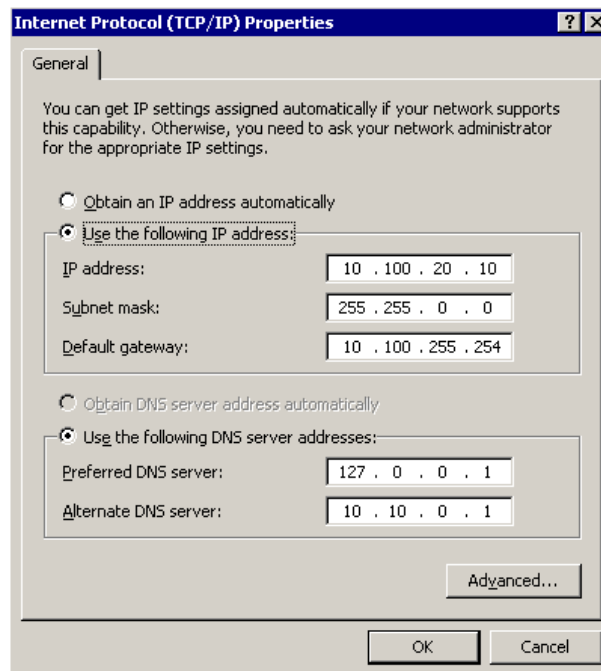 Internet Protocol (TCP/IP) Properties
General
You can get IP settings assigned automatically if your network supports
this capability. Otherwise, you need to ask your network administrator
for the appropriate IP settings.
Obtain an IP address automatically
Use the following IP address:
IP address: 10 . 100 . 20 . 10
Subnet mask: 255 . 255 . 0 . 0
Default gateway: 10 . 100 . 255 . 254
Obtain DNS server address automatically
Use the following DNS server addresses:
Preferred DNS server: 127 . 0 . 0 . 1
Alternate DNS server: 10 . 10 . 0 . 1
Advanced...
OK Cancel